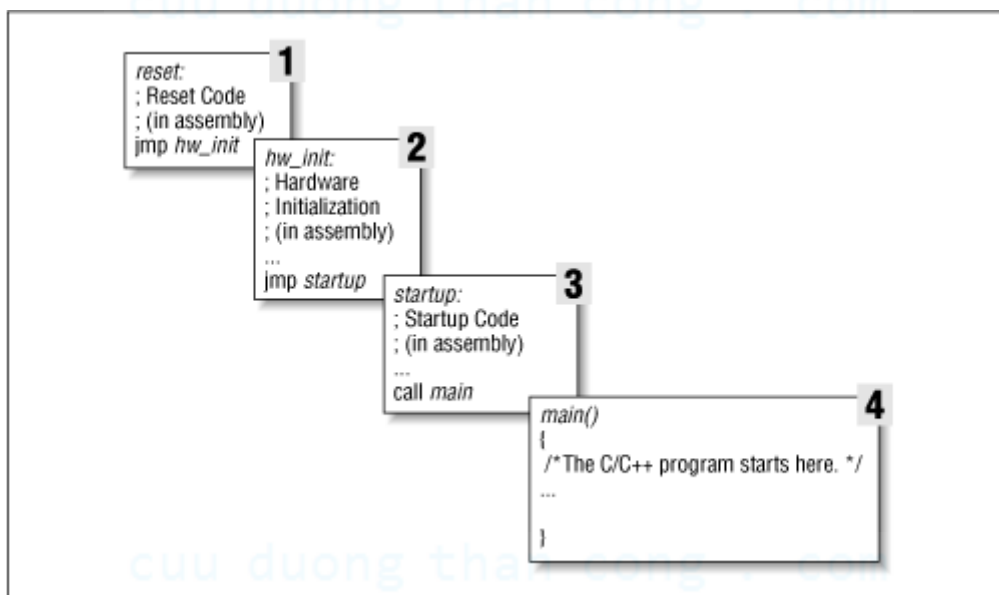 cuu duong than cong . com
1
reset:
; Reset Code
; (in assembly)
jmp hw_init
2
hw_init:
; Hardware
; Initialization
; (in assembly)
...
jmp startup
3
startup:
; Startup Code
; (in assembly)
...
call main
4
main()
{
/*The C/C++ program starts here. */
...
}
cuu duong than cong . com